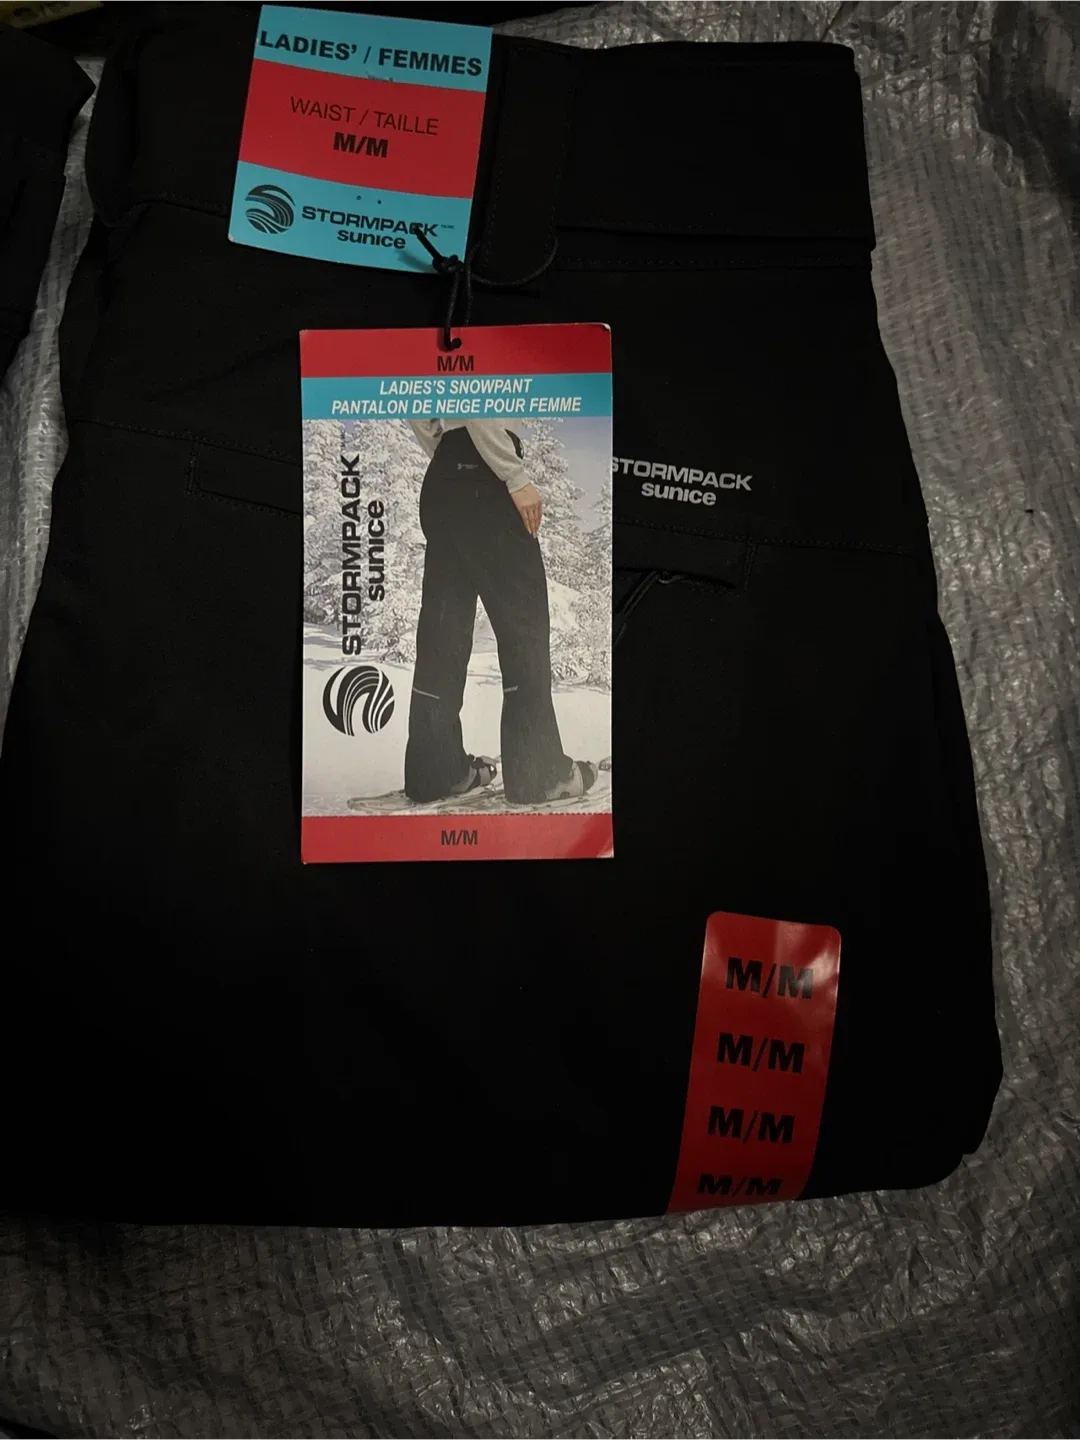 LADIES' / FEMMES
WAIST / TAILLE
M/M
STORMPACK
sunice
M/M
LADIES'S SNOWPANT
PANTALON DE NEIGE POUR FEMME
STORMPACK
sunice
STORMPACK
sunice
M/M
M/M
M/M
M/M
M/M